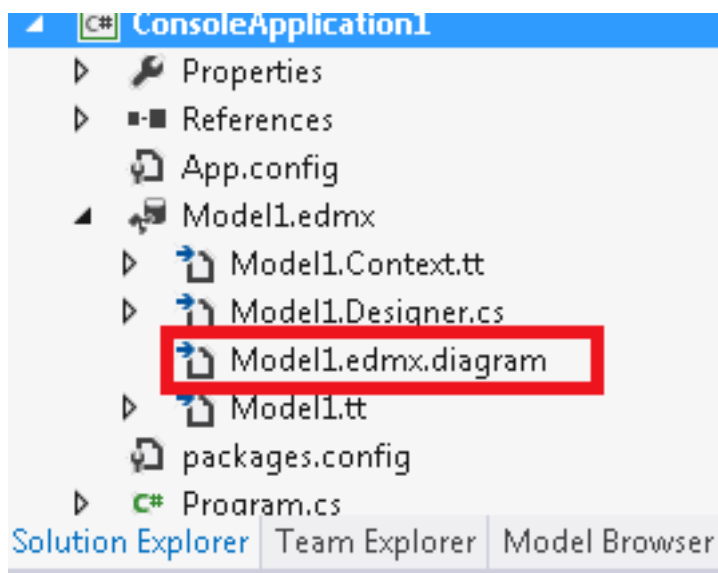 C# ConsoleApplication1
Properties
References
App.config
Model1.edmx
Model1.Context.tt
Model1.Designer.cs
Model1.edmx.diagram
Model1.tt
packages.config
C# Program.cs
Solution Explorer Team Explorer Model Browser